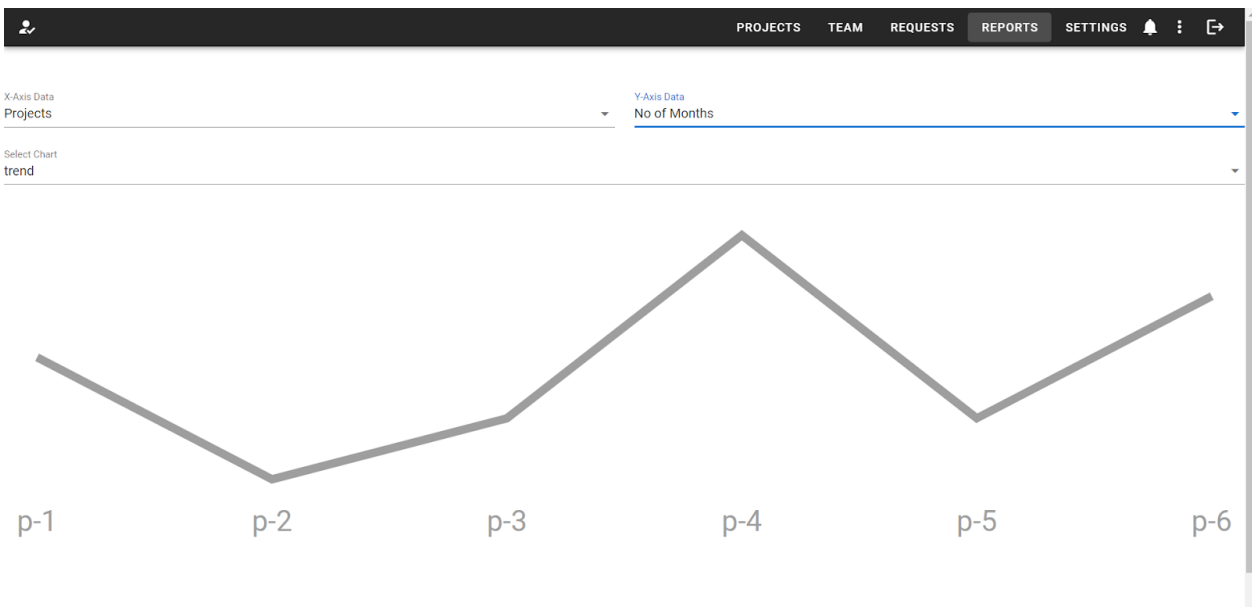 PROJECTS TEAM REQUESTS REPORTS SETTINGS
X-Axis Data Y-Axis Data
Projects No of Months
Select Chart
trend
p-1 p-2 p-3 p-4 p-5 p-6